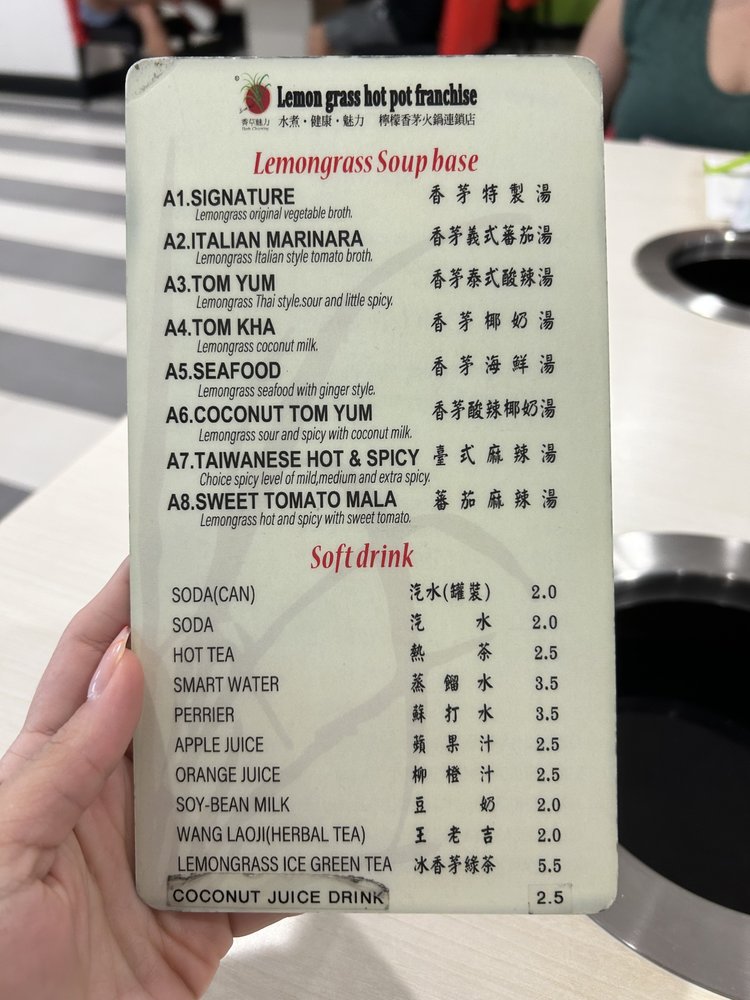 Lemon grass hot pot franchise
香草魅力
Herb Charming
水煮·健康·魅力 檸檬香茅火鍋連鎖店
Lemongrass Soup base
A1.SIGNATURE 香茅特製湯
Lemongrass original vegetable broth.
A2.ITALIAN MARINARA 香茅義式蕃茄湯
Lemongrass Italian style tomato broth.
A3.TOM YUM 香茅泰式酸辣湯
Lemongrass Thai style.sour and little spicy.
A4.TOM KHA 香茅椰奶湯
Lemongrass coconut milk.
A5.SEAFOOD 香茅海鮮湯
Lemongrass seafood with ginger style.
A6.COCONUT TOM YUM 香茅酸辣椰奶湯
Lemongrass sour and spicy with coconut milk.
A7.TAIWANESE HOT & SPICY 臺式麻辣湯
Choice spicy level of mild,medium and extra spicy.
A8.SWEET TOMATO MALA 蕃茄麻辣湯
Lemongrass hot and spicy with sweet tomato.
Soft drink
SODA(CAN) 汽水(罐裝) 2.0
SODA 汽水 2.0
HOT TEA 熱茶 2.5
SMART WATER 蒸餾水 3.5
PERRIER 蘇打水 3.5
APPLE JUICE 蘋果汁 2.5
ORANGE JUICE 柳橙汁 2.5
SOY-BEAN MILK 豆奶 2.0
WANG LAOJI(HERBAL TEA) 王老吉 2.0
LEMONGRASS ICE GREEN TEA 冰香茅綠茶 5.5
COCONUT JUICE DRINK 2.5